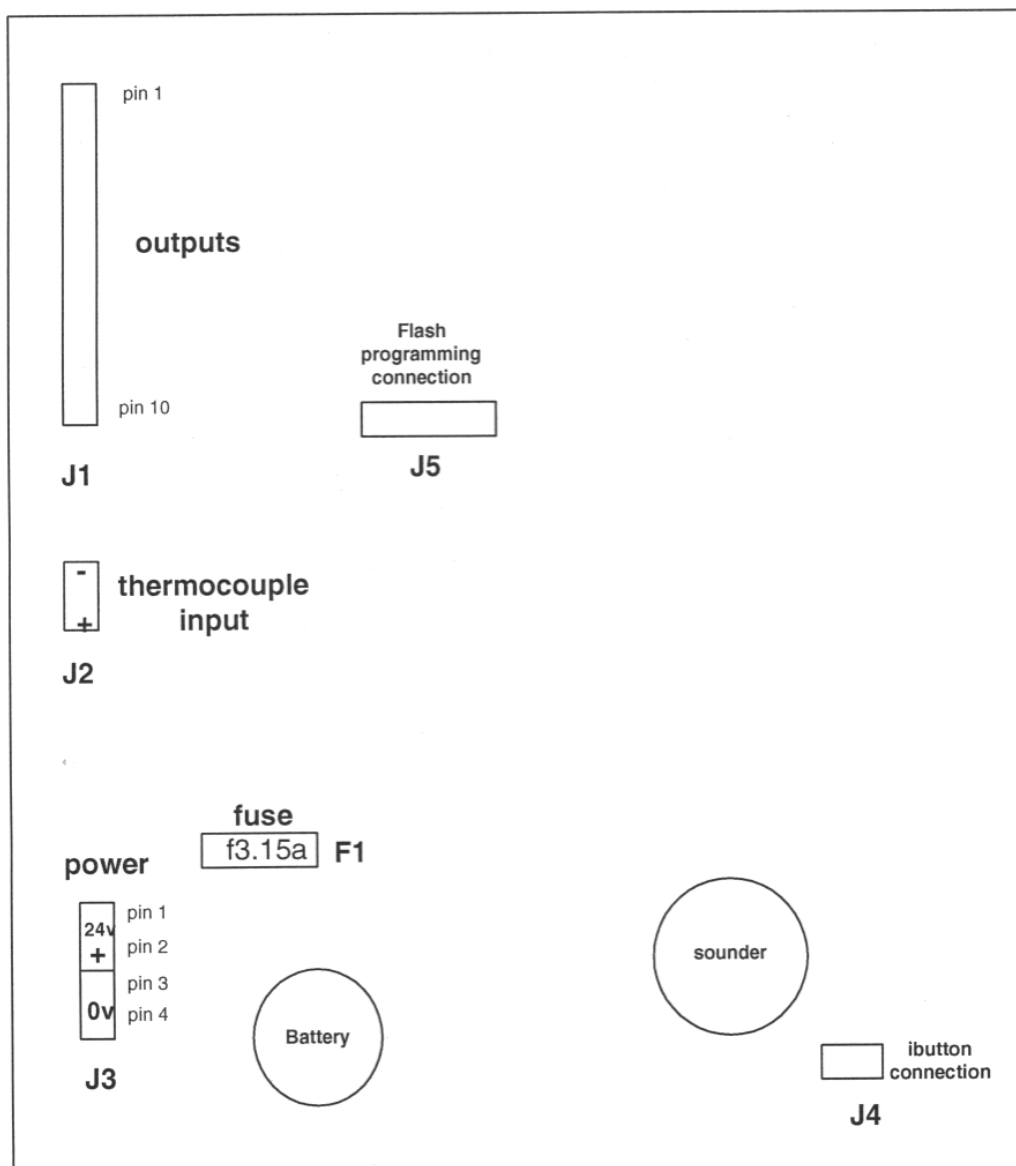 pin 1
outputs
pin 10
J1
Flash
programming
connection
J5
-
+
thermocouple
input
J2
fuse
f3.15a
F1
power
24v
+
0v
pin 1
pin 2
pin 3
pin 4
J3
Battery
sounder
ibutton
connection
J4